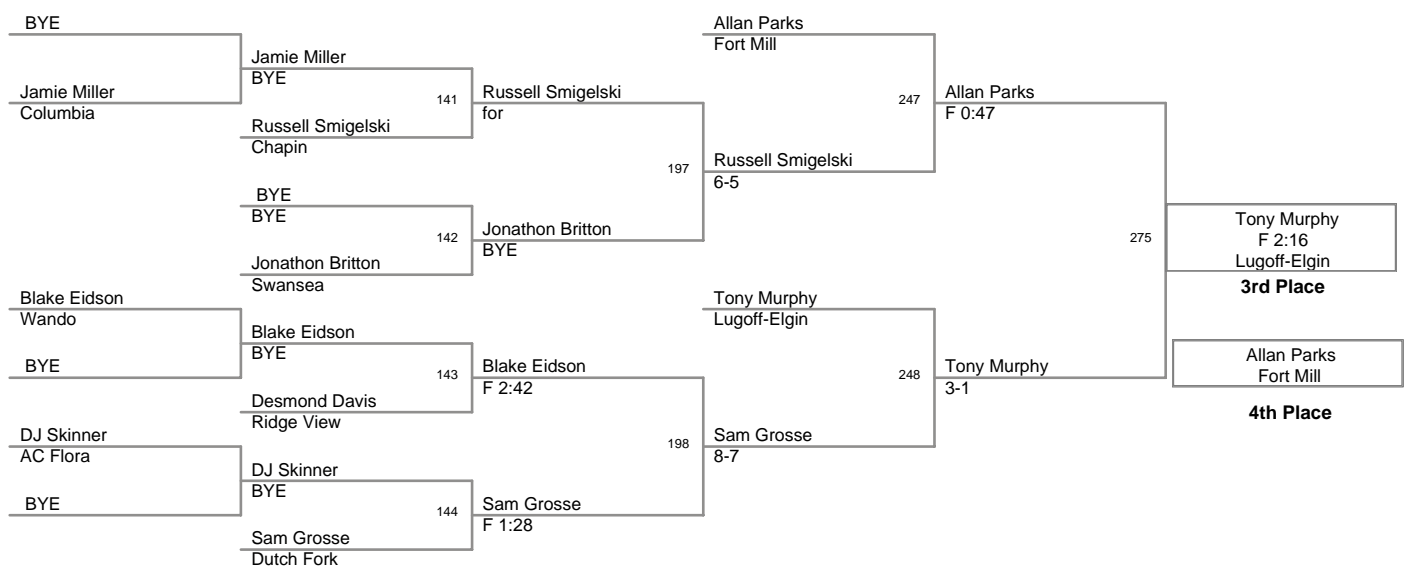 BYE
Jamie Miller
Columbia
Jamie Miller
BYE
141
Russell Smigelski
Chapin
Russell Smigelski
for
BYE
BYE
142
Jonathon Britton
Swansea
Jonathon Britton
BYE
197
Russell Smigelski
6-5
Allan Parks
Fort Mill
247
Allan Parks
F 0:47
Blake Eidson
Wando
BYE
Blake Eidson
BYE
143
Desmond Davis
Ridge View
Blake Eidson
F 2:42
DJ Skinner
AC Flora
BYE
DJ Skinner
BYE
144
Sam Grosse
Dutch Fork
Sam Grosse
F 1:28
198
Sam Grosse
8-7
Tony Murphy
Lugoff-Elgin
248
Tony Murphy
3-1
275
Tony Murphy
F 2:16
Lugoff-Elgin
3rd Place
Allan Parks
Fort Mill
4th Place